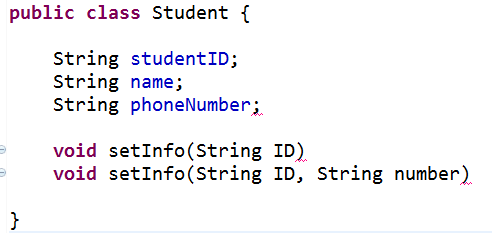 public class Student {
String studentID;
String name;
String phoneNumber;
void setInfo(String ID)
void setInfo(String ID, String number)
}